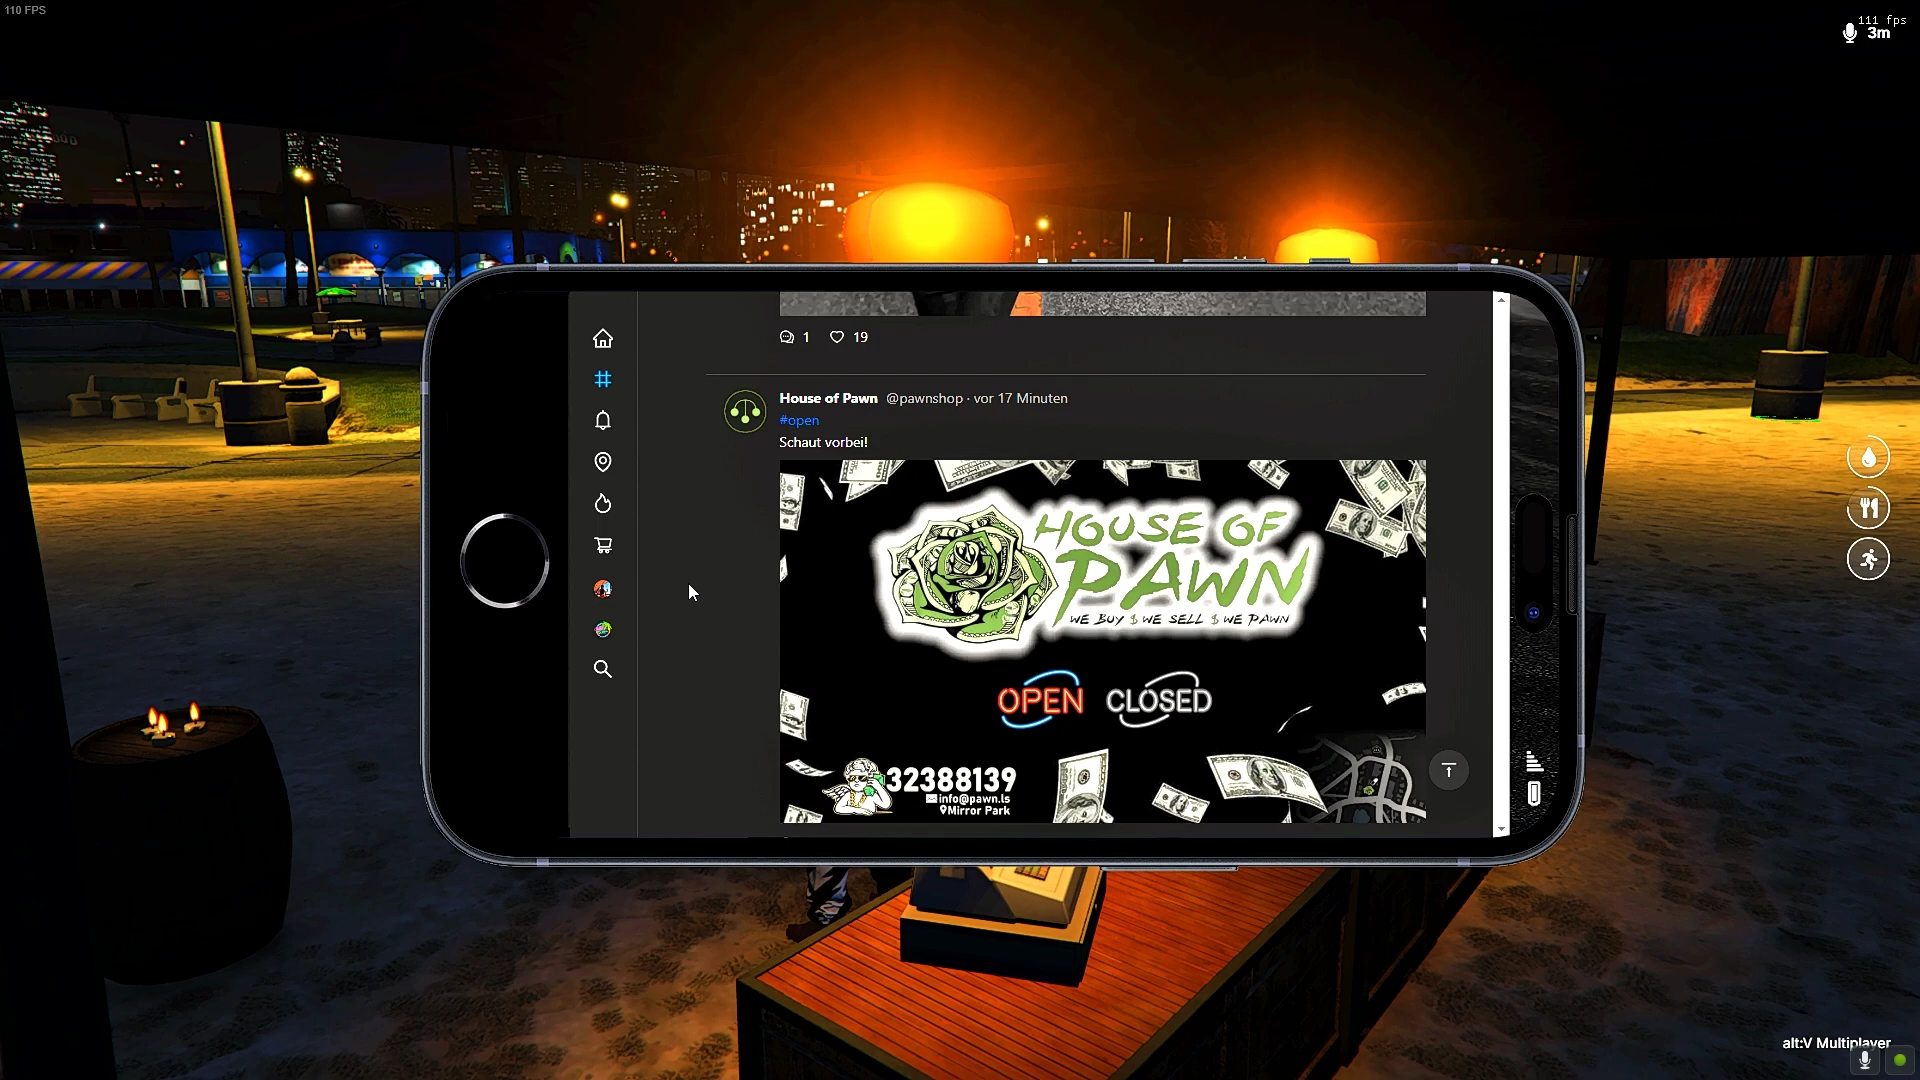 110 FPS
111 fps
3m
1 19
House of Pawn @pawnshop · vor 17 Minuten
#open
Schaut vorbei!
HOUSE OF
PAWN
WE BUY $ WE SELL $ WE PAWN
OPEN CLOSED
32388139
info@pawn.ls
Mirror Park
alt:V Multiplayer